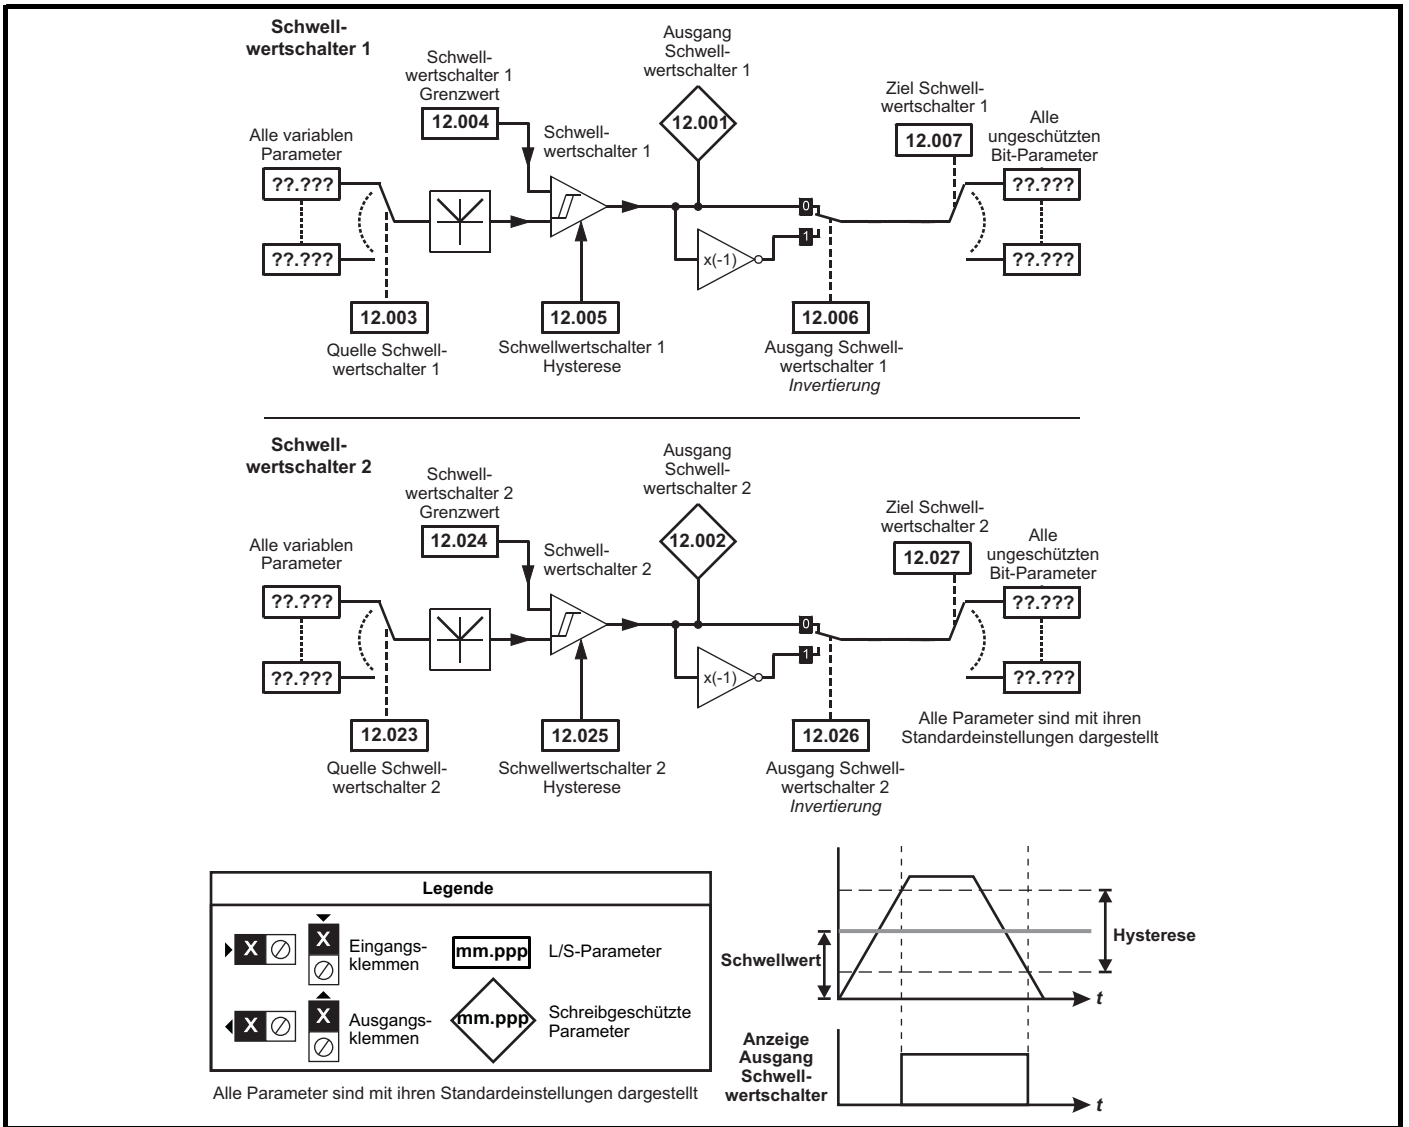 Schwell-
wertschalter 1
Schwell-
wertschalter 1
Grenzwert
12.004
Ausgang
Schwell-
wertschalter 1
12.001
Ziel Schwell-
wertschalter 1
12.007
Alle
ungeschützten
Bit-Parameter
??.???
??.???
Alle variablen
Parameter
??.???
??.???
Schwell-
wertschalter 1
0
1
x(-1)
12.003
Quelle Schwell-
wertschalter 1
12.005
Schwellwertschalter 1
Hysterese
12.006
Ausgang Schwell-
wertschalter 1
Invertierung
Schwell-
wertschalter 2
Schwell-
wertschalter 2
Grenzwert
12.024
Ausgang
Schwell-
wertschalter 2
12.002
Ziel Schwell-
wertschalter 2
12.027
Alle
ungeschützten
Bit-Parameter
??.???
??.???
Alle variablen
Parameter
??.???
??.???
Schwell-
wertschalter 2
0
1
x(-1)
12.023
Quelle Schwell-
wertschalter 2
12.025
Schwellwertschalter 2
Hysterese
12.026
Ausgang Schwell-
wertschalter 2
Invertierung
Alle Parameter sind mit ihren
Standardeinstellungen dargestellt
Legende
X
X
Eingangs-
klemmen
mm.ppp
L/S-Parameter
X
X
Ausgangs-
klemmen
mm.ppp
Schreibgeschützte
Parameter
Alle Parameter sind mit ihren Standardeinstellungen dargestellt
Schwellwert
Hysterese
t
Anzeige
Ausgang
Schwell-
wertschalter
t